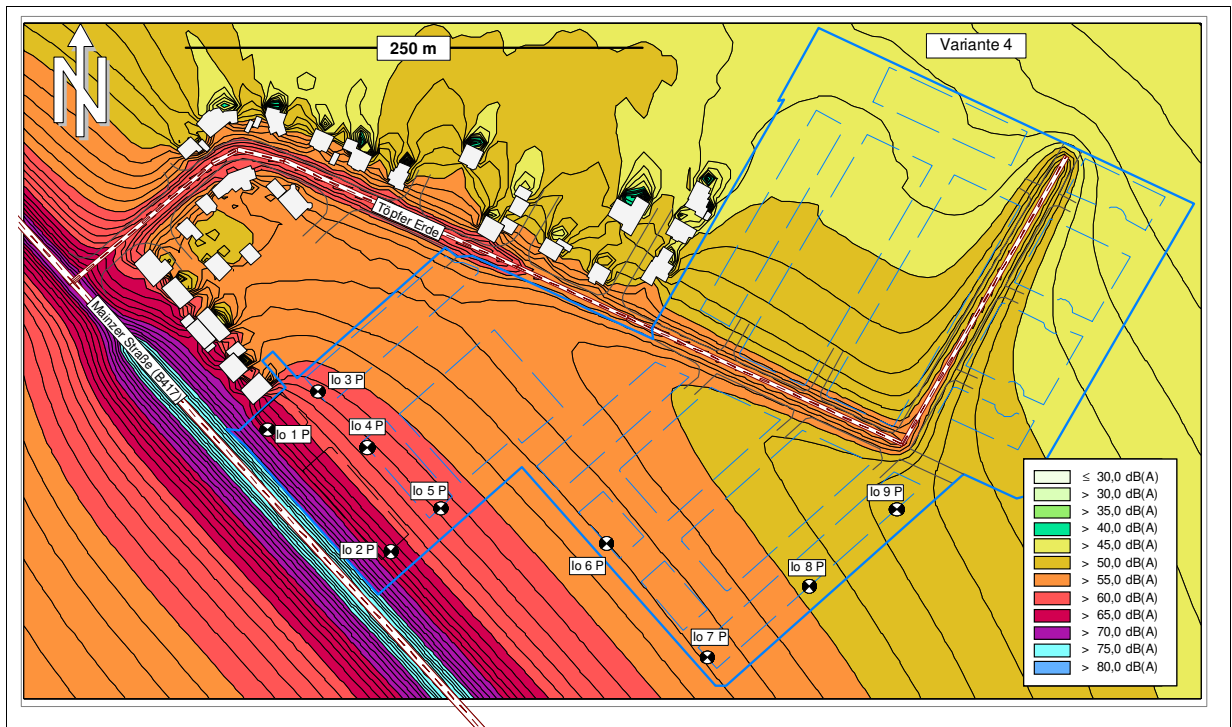 250 m
Variante 4
N
Töpfer Erde
Mainzer Straße (B417)
Io 3 P
Io 1 P
Io 4 P
Io 5 P
Io 2 P
Io 6 P
Io 7 P
Io 8 P
Io 9 P
≤ 30,0 dB(A)
> 30,0 dB(A)
> 35,0 dB(A)
> 40,0 dB(A)
> 45,0 dB(A)
> 50,0 dB(A)
> 55,0 dB(A)
> 60,0 dB(A)
> 65,0 dB(A)
> 70,0 dB(A)
> 75,0 dB(A)
> 80,0 dB(A)